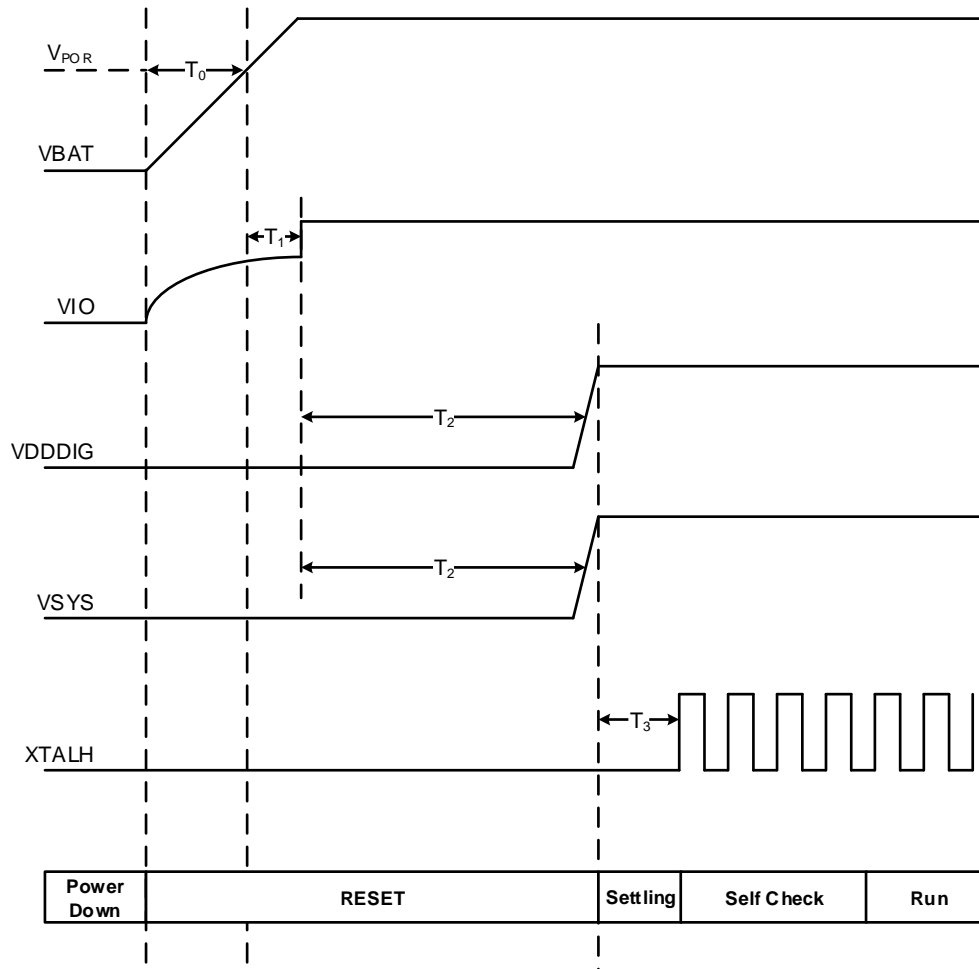 VPOR
T0
VBAT
T1
VIO
T2
VDDDIG
T2
VSYS
T3
XTALH
Power
Down
RESET
Settling
Self Check
Run